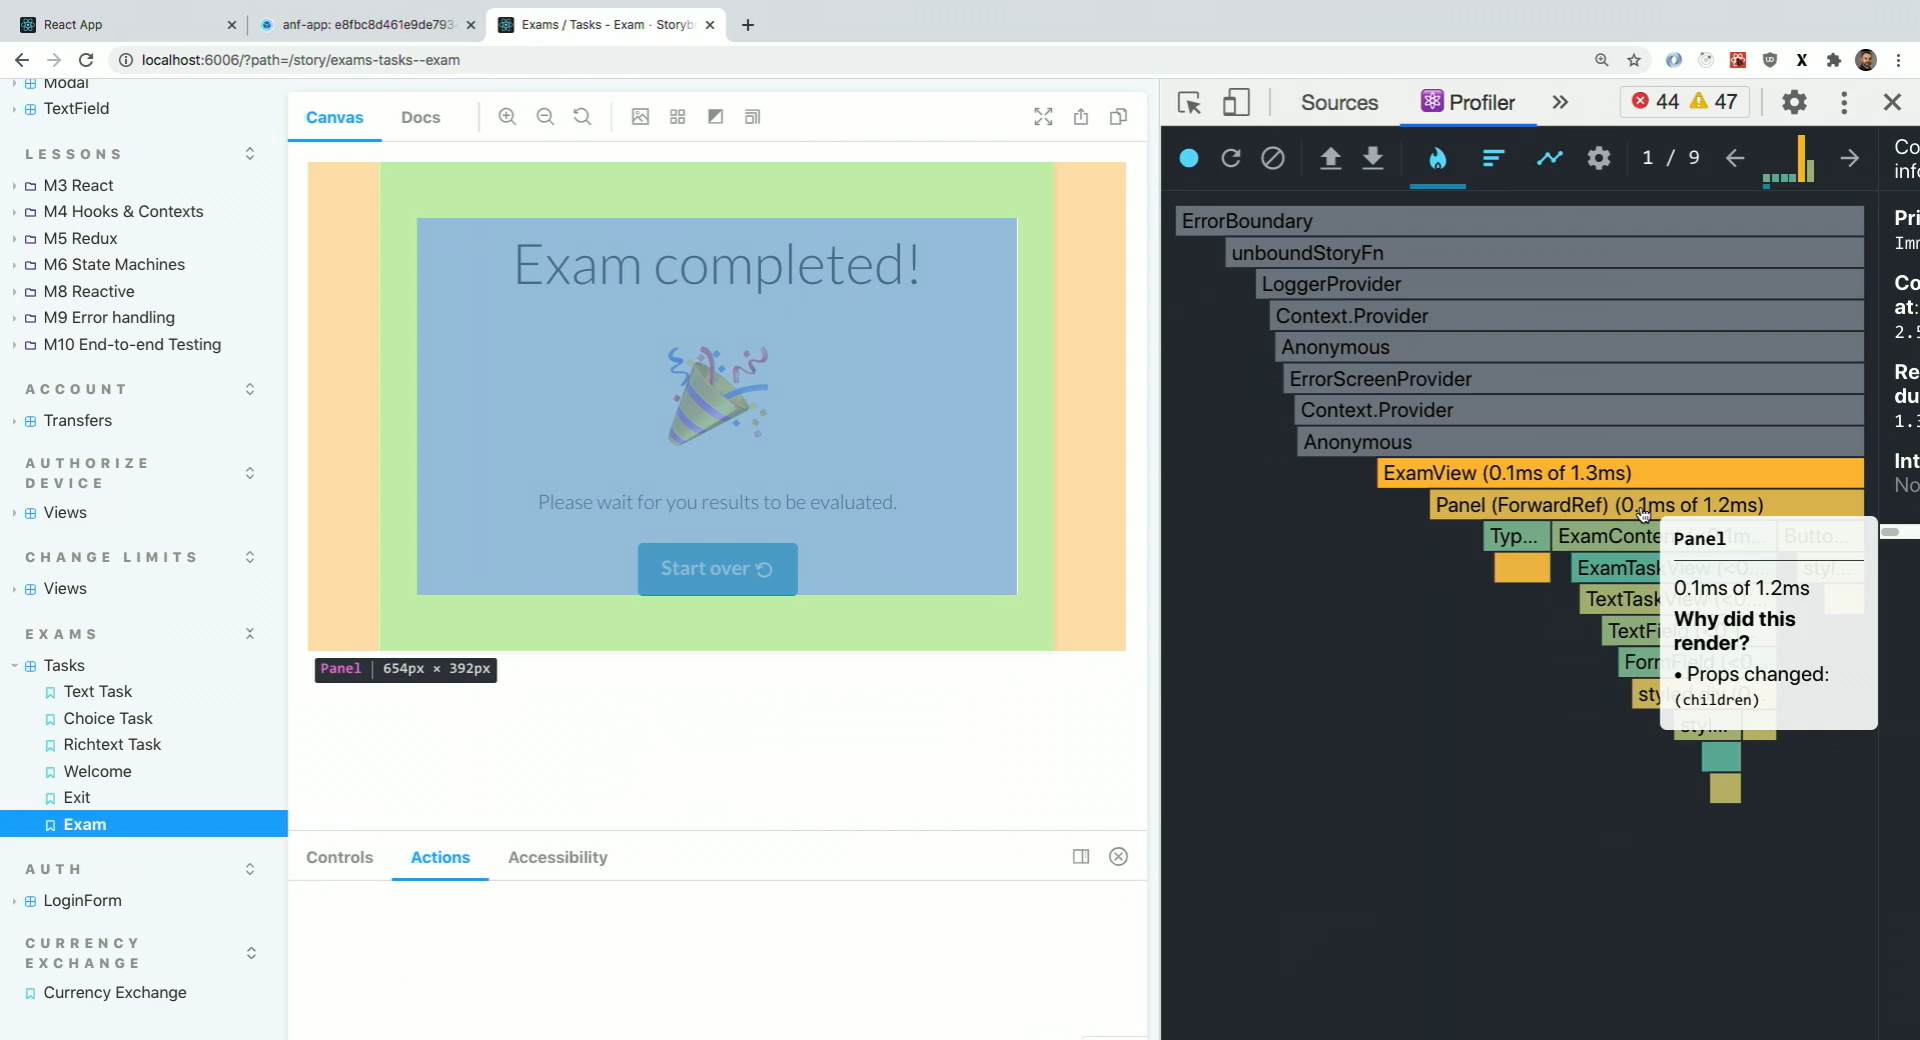 React App
anf-app: e8fbc8d461e9de793
Exams / Tasks - Exam · Storyb
localhost:6006/?path=/story/exams-tasks--exam
Modal
TextField
LESSONS
M3 React
M4 Hooks & Contexts
M5 Redux
M6 State Machines
M8 Reactive
M9 Error handling
M10 End-to-end Testing
ACCOUNT
Transfers
AUTHORIZE
DEVICE
Views
CHANGE LIMITS
Views
EXAMS
Tasks
Text Task
Choice Task
Richtext Task
Welcome
Exit
Exam
AUTH
LoginForm
CURRENCY
EXCHANGE
Currency Exchange
Canvas
Docs
Exam completed!
Please wait for you results to be evaluated.
Start over
Panel | 654px × 392px
Controls
Actions
Accessibility
Sources
Profiler
44
47
1 / 9
ErrorBoundary
unboundStoryFn
LoggerProvider
Context.Provider
Anonymous
ErrorScreenProvider
Context.Provider
Anonymous
ExamView (0.1ms of 1.3ms)
Panel (ForwardRef) (0.1ms of 1.2ms)
Typ...
ExamConte
Butto...
ExamTaskView (<0.
styl...
TextTaskView (<0.
TextFi
FormField (<0
sty
styl...
Panel
0.1ms of 1.2ms
Why did this
render?
• Props changed:
(children)
Co
info
Pri
Imm
Co
at:
2.5
Re
du
1.3
Int
No